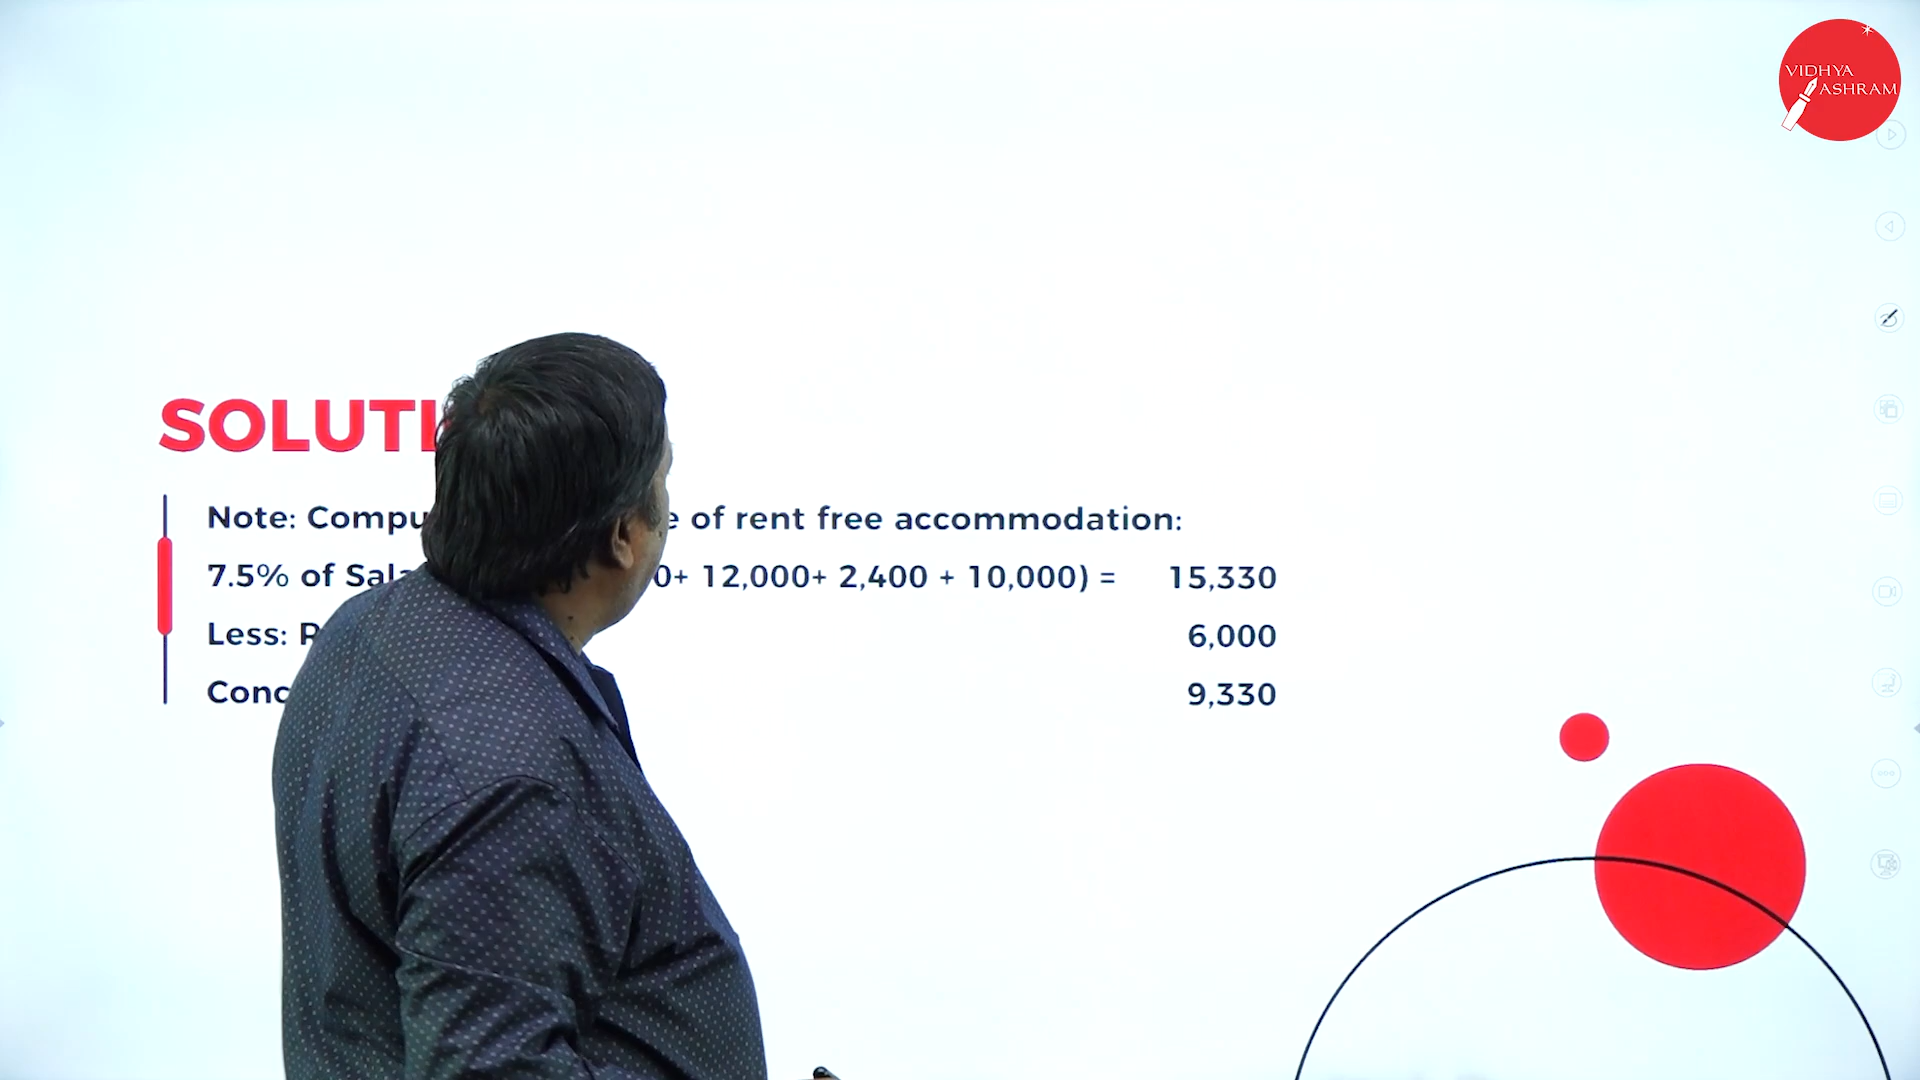 VIDHYA
ASHRAM
SOLUTI
Note: Compu e of rent free accommodation:
7.5% of Sala 0+ 12,000+ 2,400 + 10,000) = 15,330
Less: R 6,000
Conc 9,330